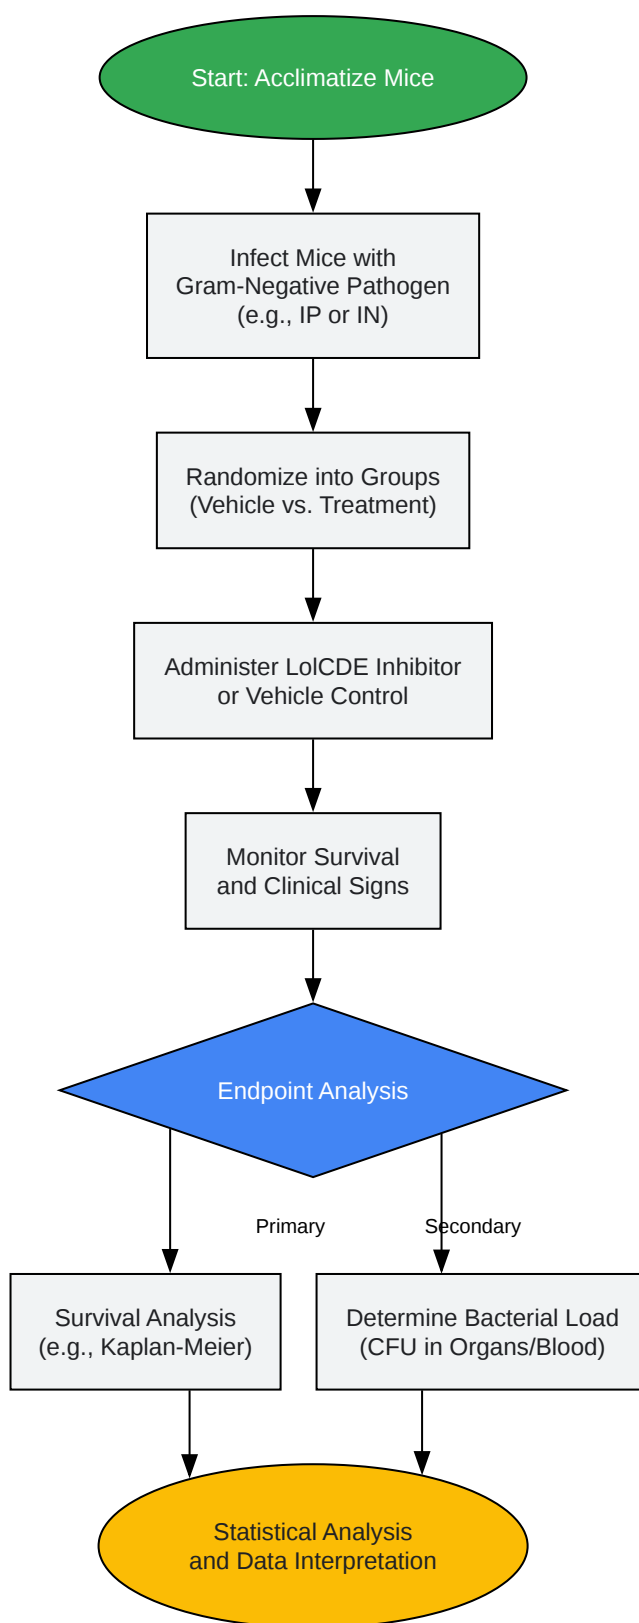 Start: Acclimatize Mice
Infect Mice with
Gram-Negative Pathogen
(e.g., IP or IN)
Randomize into Groups
(Vehicle vs. Treatment)
Administer LolCDE Inhibitor
or Vehicle Control
Monitor Survival
and Clinical Signs
Endpoint Analysis
Primary
Secondary
Survival Analysis
(e.g., Kaplan-Meier)
Determine Bacterial Load
(CFU in Organs/Blood)
Statistical Analysis
and Data Interpretation